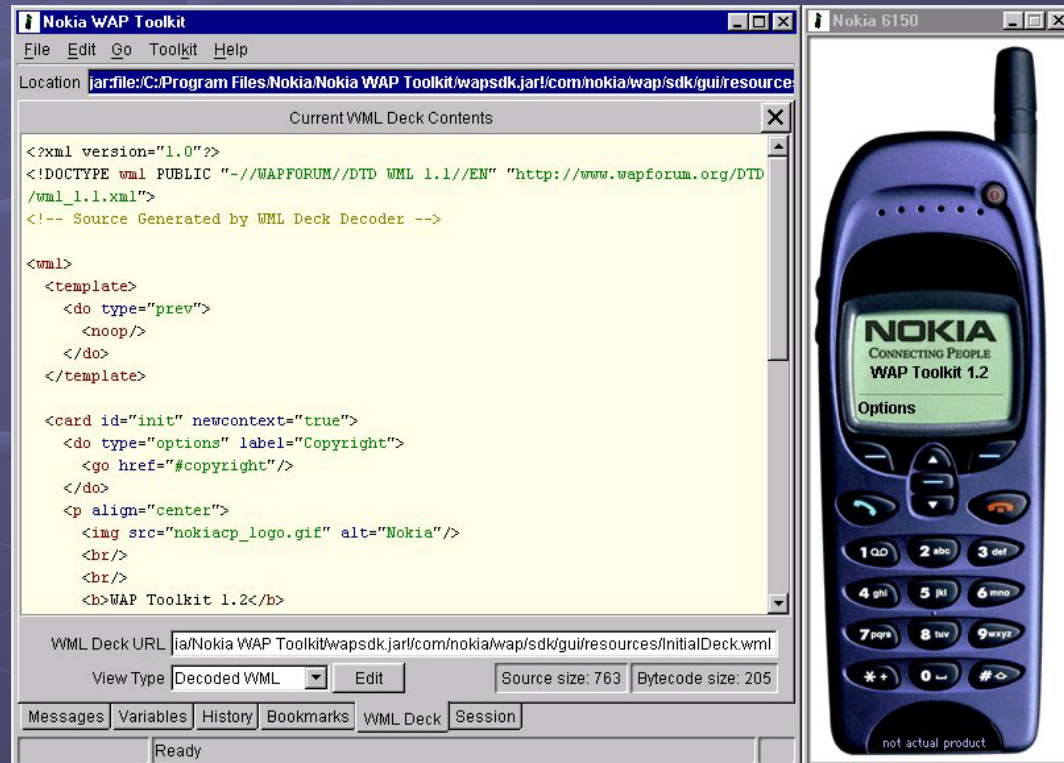 Nokia WAP Toolkit
File Edit Go Toolkit Help
Location jar:file:/C:/Program Files/Nokia/Nokia WAP Toolkit/wapsdk.jar!/com/nokia/wap/sdk/gui/resources
Current WML Deck Contents
<?xml version="1.0"?>
<!DOCTYPE wml PUBLIC "-//WAPFORUM//DTD WML 1.1//EN" "http://www.wapforum.org/DTD
/wml_1.1.xml">
<!-- Source Generated by WML Deck Decoder -->
<wml>
<template>
<do type="prev">
<noop/>
</do>
</template>
<card id="init" newcontext="true">
<do type="options" label="Copyright">
<go href="#copyright"/>
</do>
<p align="center">
<img src="nokiacp_logo.gif" alt="Nokia"/>
<br/>
<br/>
<b>WAP Toolkit 1.2</b>
WML Deck URL ia/Nokia WAP Toolkit/wapsdk.jar!/com/nokia/wap/sdk/gui/resources/InitialDeck.wml
View Type Decoded WML Edit Source size: 763 Bytecode size: 205
Messages Variables History Bookmarks WML Deck Session
Ready
Nokia 6150
NOKIA
CONNECTING PEOPLE
WAP Toolkit 1.2
Options
1 2 abc 3 def
4 ghi 5 jkl 6 mno
7 pqrs 8 tuv 9 wxyz
* + 0 #
not actual product